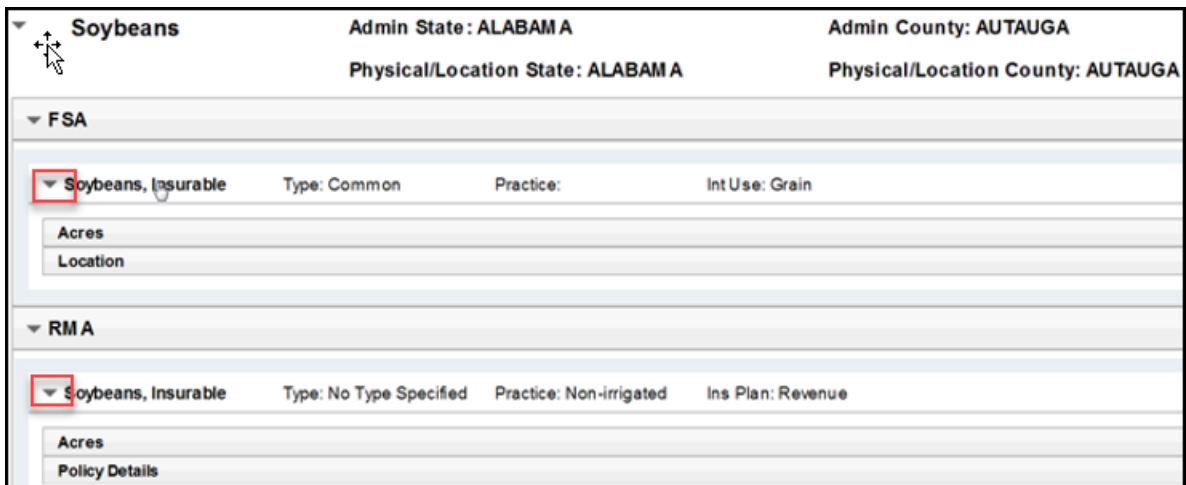 Soybeans Admin State: ALABAMA Admin County: AUTAUGA
Physical/Location State: ALABAMA Physical/Location County: AUTAUGA
FSA
Soybeans, Insurable Type: Common Practice: Int Use: Grain
Acres
Location
RMA
Soybeans, Insurable Type: No Type Specified Practice: Non-irrigated Ins Plan: Revenue
Acres
Policy Details